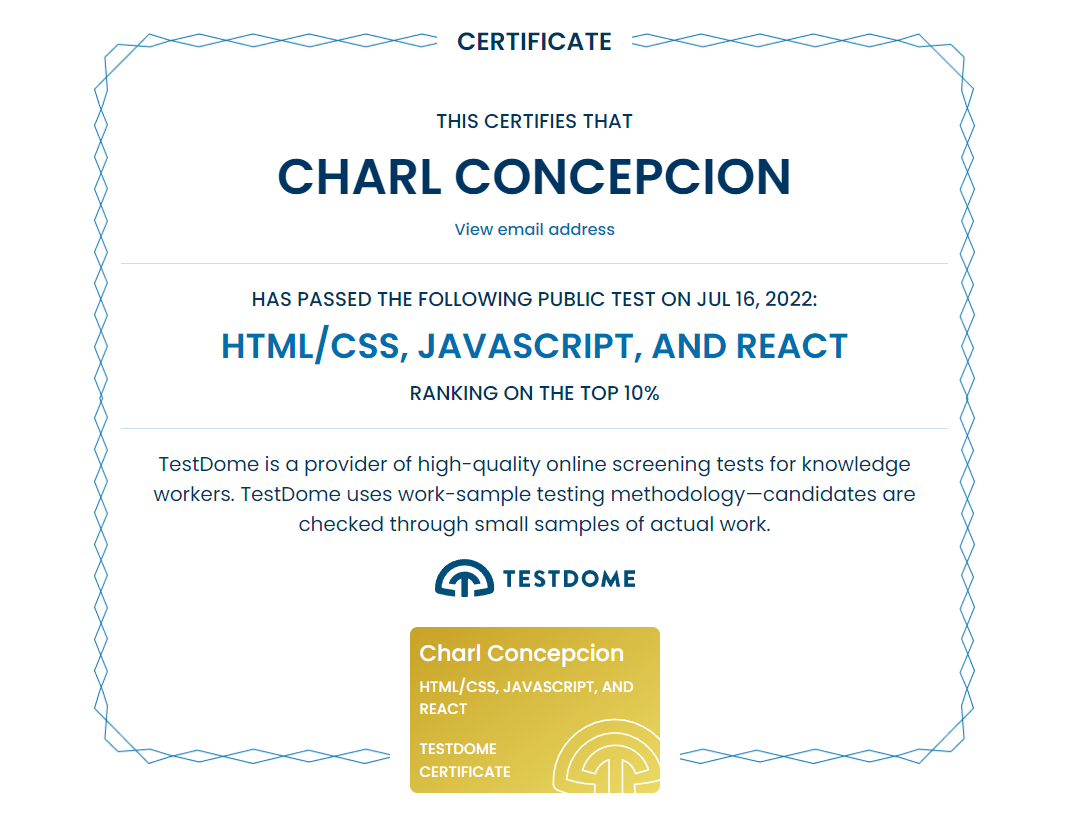 CERTIFICATE
THIS CERTIFIES THAT
CHARL CONCEPCION
View email address
HAS PASSED THE FOLLOWING PUBLIC TEST ON JUL 16, 2022:
HTML/CSS, JAVASCRIPT, AND REACT
RANKING ON THE TOP 10%
TestDome is a provider of high-quality online screening tests for knowledge
workers. TestDome uses work-sample testing methodology—candidates are
checked through small samples of actual work.
TESTDOME
Charl Concepcion
HTML/CSS, JAVASCRIPT, AND
REACT
TESTDOME
CERTIFICATE